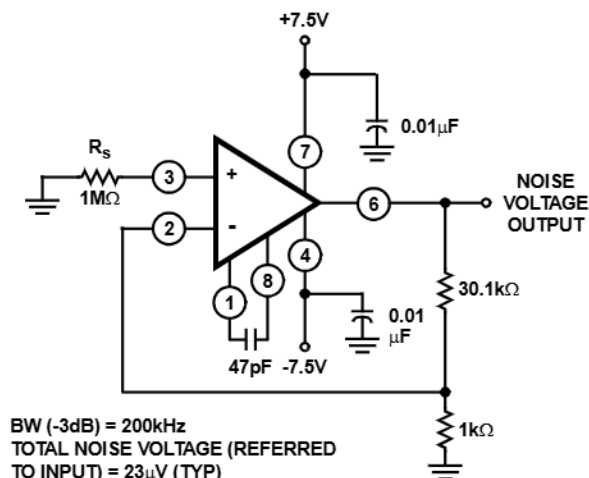 +7.5V
0.01µF
7
Rs
1MΩ
3
+
6
NOISE
VOLTAGE
OUTPUT
2
-
4
8
1
30.1kΩ
0.01
µF
47pF
-7.5V
1kΩ
BW (-3dB) = 200kHz
TOTAL NOISE VOLTAGE (REFERRED
TO INPUT) = 23µV (TYP)